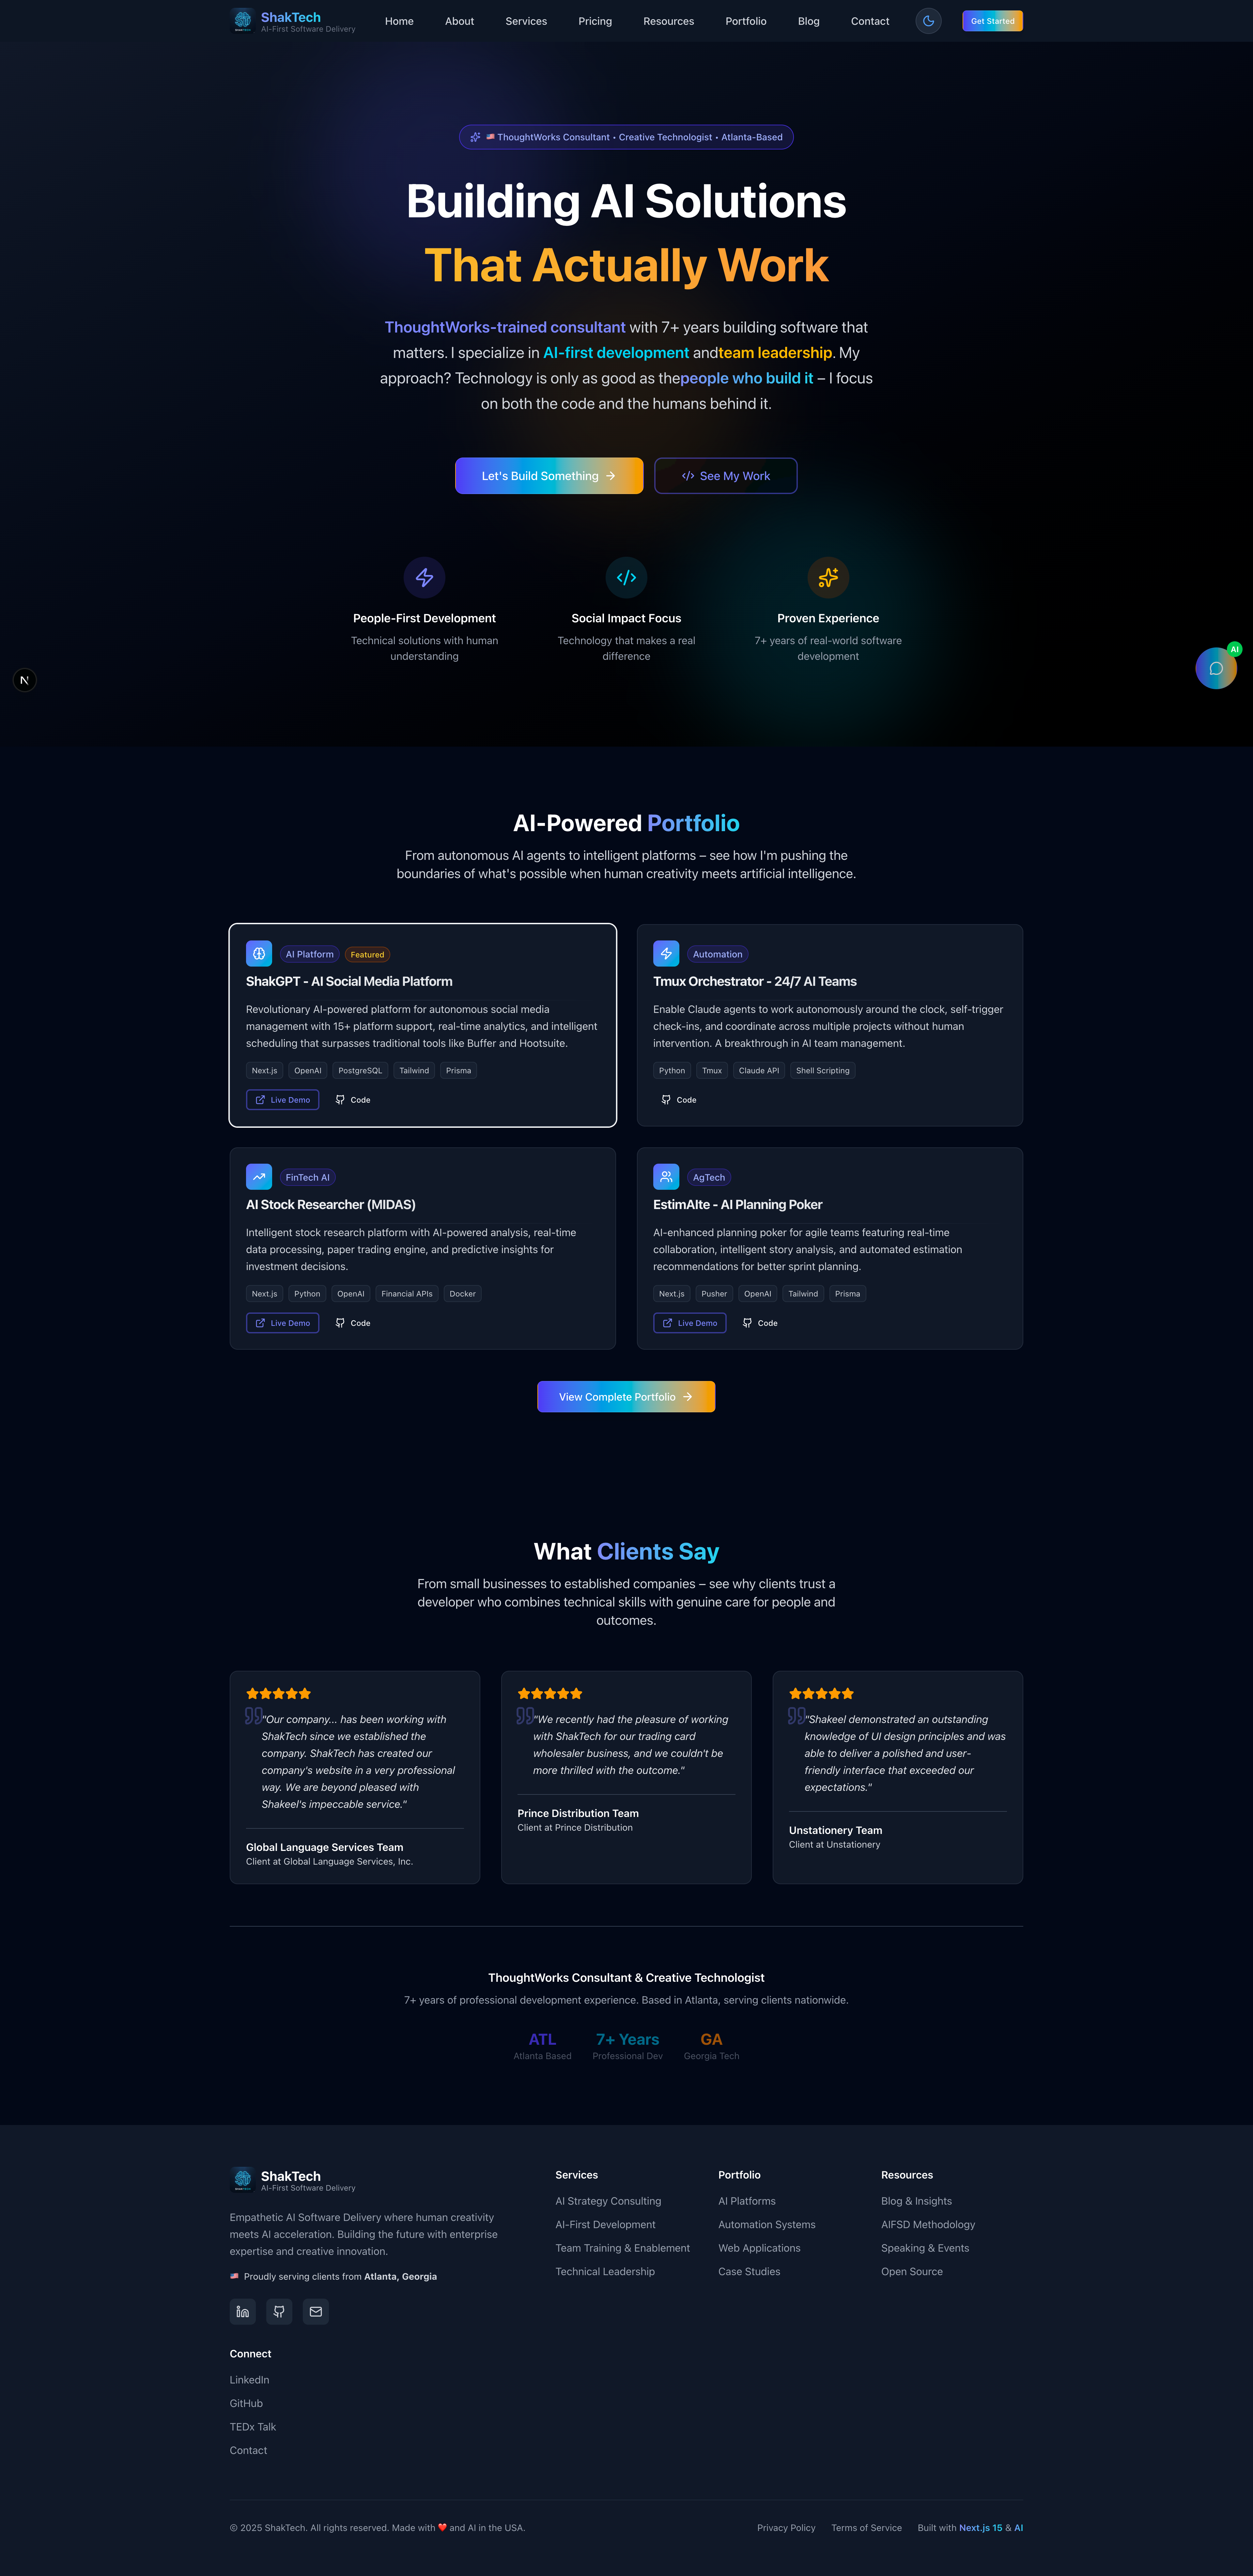 ShakTech
AI-First Software Delivery
Home
About
Services
Pricing
Resources
Portfolio
Blog
Contact
Get Started
🇺🇸 ThoughtWorks Consultant • Creative Technologist • Atlanta-Based
Building AI Solutions
That Actually Work
ThoughtWorks-trained consultant with 7+ years building software that
matters. I specialize in AI-first development andteam leadership. My
approach? Technology is only as good as thepeople who build it – I focus
on both the code and the humans behind it.
Let's Build Something
See My Work
People-First Development
Technical solutions with human
understanding
Social Impact Focus
Technology that makes a real
difference
Proven Experience
7+ years of real-world software
development
N
AI
AI-Powered Portfolio
From autonomous AI agents to intelligent platforms – see how I'm pushing the
boundaries of what's possible when human creativity meets artificial intelligence.
AI Platform
Featured
ShakGPT - AI Social Media Platform
Revolutionary AI-powered platform for autonomous social media
management with 15+ platform support, real-time analytics, and intelligent
scheduling that surpasses traditional tools like Buffer and Hootsuite.
Next.js
OpenAI
PostgreSQL
Tailwind
Prisma
Live Demo
Code
Automation
Tmux Orchestrator - 24/7 AI Teams
Enable Claude agents to work autonomously around the clock, self-trigger
check-ins, and coordinate across multiple projects without human
intervention. A breakthrough in AI team management.
Python
Tmux
Claude API
Shell Scripting
Code
FinTech AI
AI Stock Researcher (MIDAS)
Intelligent stock research platform with AI-powered analysis, real-time
data processing, paper trading engine, and predictive insights for
investment decisions.
Next.js
Python
OpenAI
Financial APIs
Docker
Live Demo
Code
AgTech
EstimAIte - AI Planning Poker
AI-enhanced planning poker for agile teams featuring real-time
collaboration, intelligent story analysis, and automated estimation
recommendations for better sprint planning.
Next.js
Pusher
OpenAI
Tailwind
Prisma
Live Demo
Code
View Complete Portfolio
What Clients Say
From small businesses to established companies – see why clients trust a
developer who combines technical skills with genuine care for people and
outcomes.
"Our company... has been working with
ShakTech since we established the
company. ShakTech has created our
company's website in a very professional
way. We are beyond pleased with
Shakeel's impeccable service."
Global Language Services Team
Client at Global Language Services, Inc.
"We recently had the pleasure of working
with ShakTech for our trading card
wholesaler business, and we couldn't be
more thrilled with the outcome."
Prince Distribution Team
Client at Prince Distribution
"Shakeel demonstrated an outstanding
knowledge of UI design principles and was
able to deliver a polished and user-
friendly interface that exceeded our
expectations."
Unstationery Team
Client at Unstationery
ThoughtWorks Consultant & Creative Technologist
7+ years of professional development experience. Based in Atlanta, serving clients nationwide.
ATL
Atlanta Based
7+ Years
Professional Dev
GA
Georgia Tech
ShakTech
AI-First Software Delivery
Empathetic AI Software Delivery where human creativity
meets AI acceleration. Building the future with enterprise
expertise and creative innovation.
🇺🇸 Proudly serving clients from Atlanta, Georgia
Services
AI Strategy Consulting
AI-First Development
Team Training & Enablement
Technical Leadership
Portfolio
AI Platforms
Automation Systems
Web Applications
Case Studies
Resources
Blog & Insights
AIFSD Methodology
Speaking & Events
Open Source
Connect
LinkedIn
GitHub
TEDx Talk
Contact
© 2025 ShakTech. All rights reserved. Made with ❤️ and AI in the USA.
Privacy Policy
Terms of Service
Built with Next.js 15 & AI